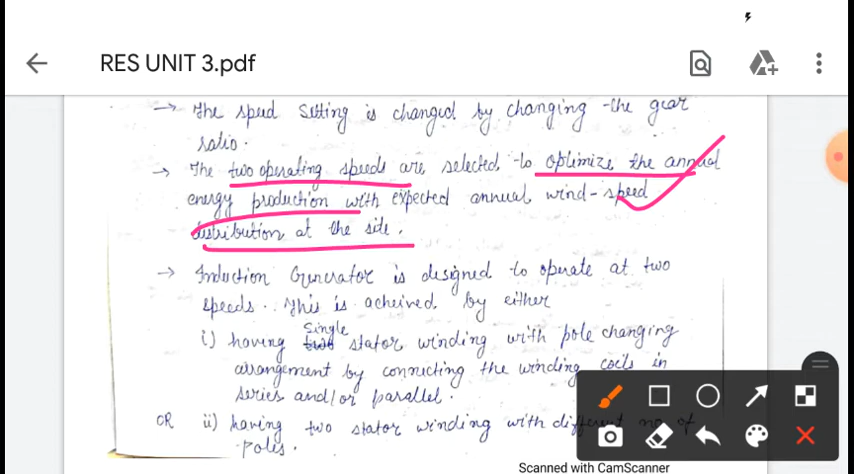 RES UNIT 3.pdf
→ The speed setting is changed by changing the gear
ratio.
→ The two operating speeds are selected to optimize the annual
energy production with expected annual wind-speed
distribution at the site.
→ Induction Generator is designed to operate at two
speeds. This is acheived by either
i) having single stator winding with pole changing
arrangement by connecting the winding coils in
series and/or parallel.
OR ii) having two stator winding with different no of
poles.
Scanned with CamScanner